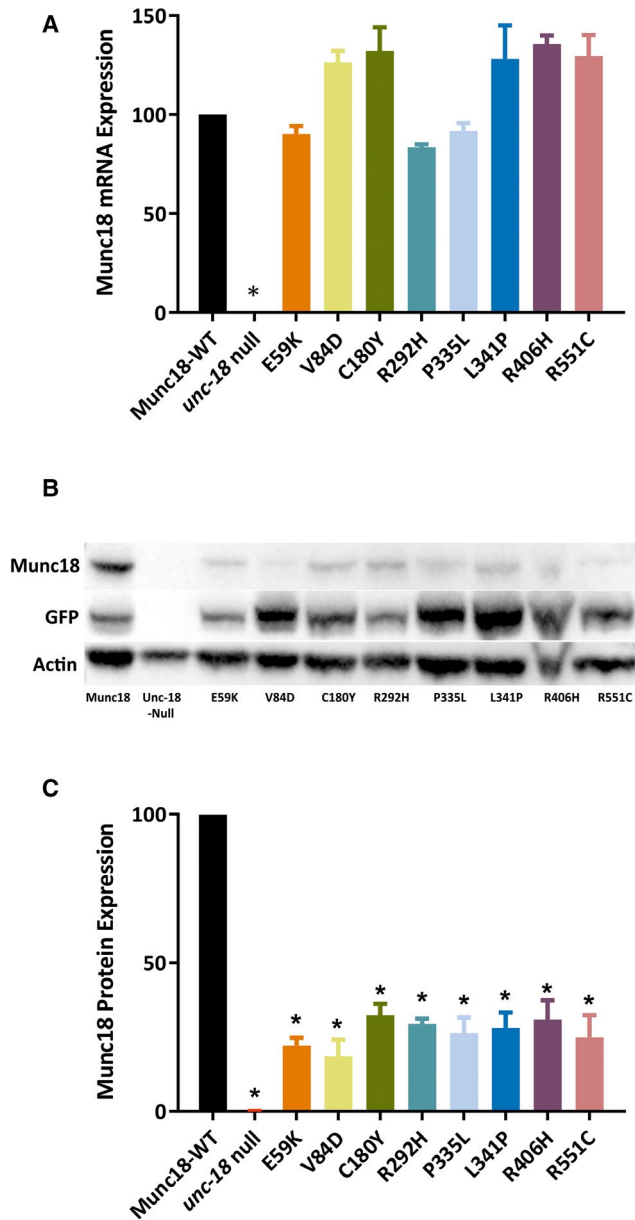 A
Munc18 mRNA Expression
150
100
50
0
*
Munc18-WT
unc-18 null
E59K
V84D
C180Y
R292H
P335L
L341P
R406H
R551C
B
Munc18
GFP
Actin
Munc18 Unc-18 E59K V84D C180Y R292H P335L L341P R406H R551C
-Null
C
Munc18 Protein Expression
100
50
0
* * * * * * * * *
Munc18-WT
unc-18 null
E59K
V84D
C180Y
R292H
P335L
L341P
R406H
R551C